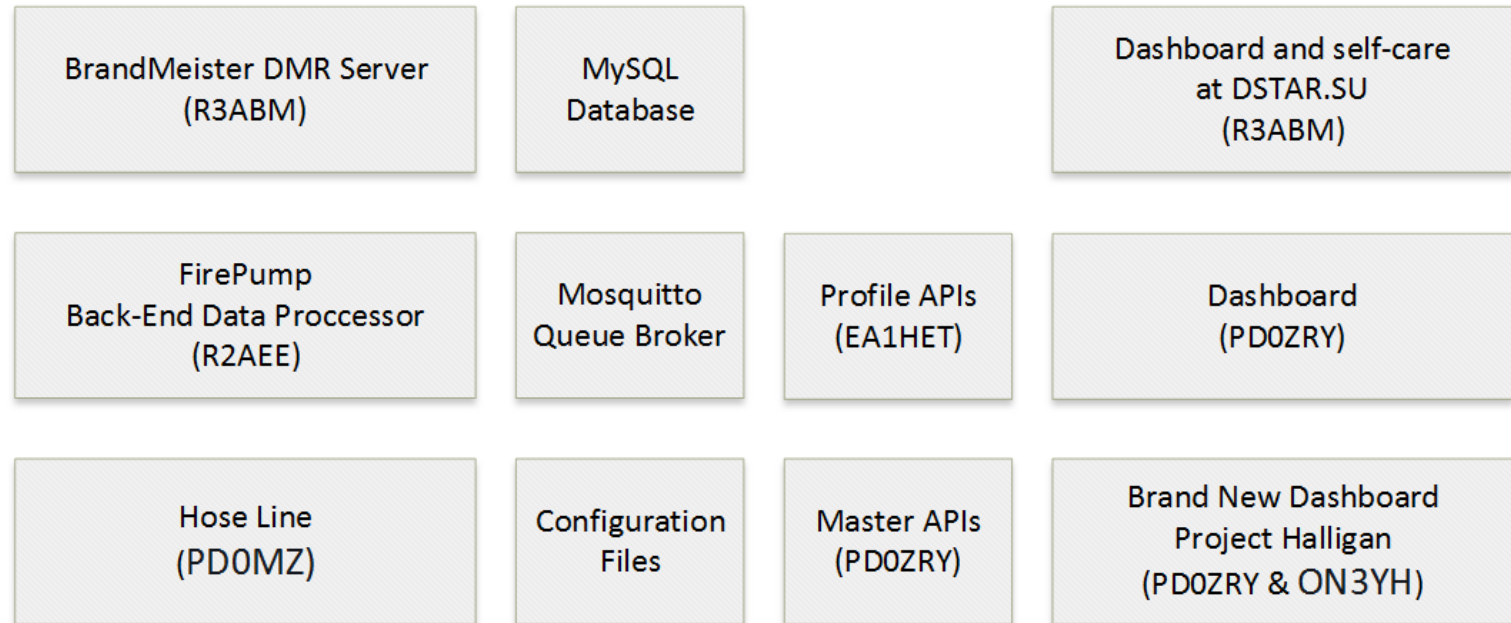 BrandMeister DMR Server
(R3ABM)
MySQL
Database
Dashboard and self-care
at DSTAR.SU
(R3ABM)
FirePump
Back-End Data Proccessor
(R2AEE)
Mosquitto
Queue Broker
Profile APIs
(EA1HET)
Dashboard
(PD0ZRY)
Hose Line
(PD0MZ)
Configuration
Files
Master APIs
(PD0ZRY)
Brand New Dashboard
Project Halligan
(PD0ZRY & ON3YH)